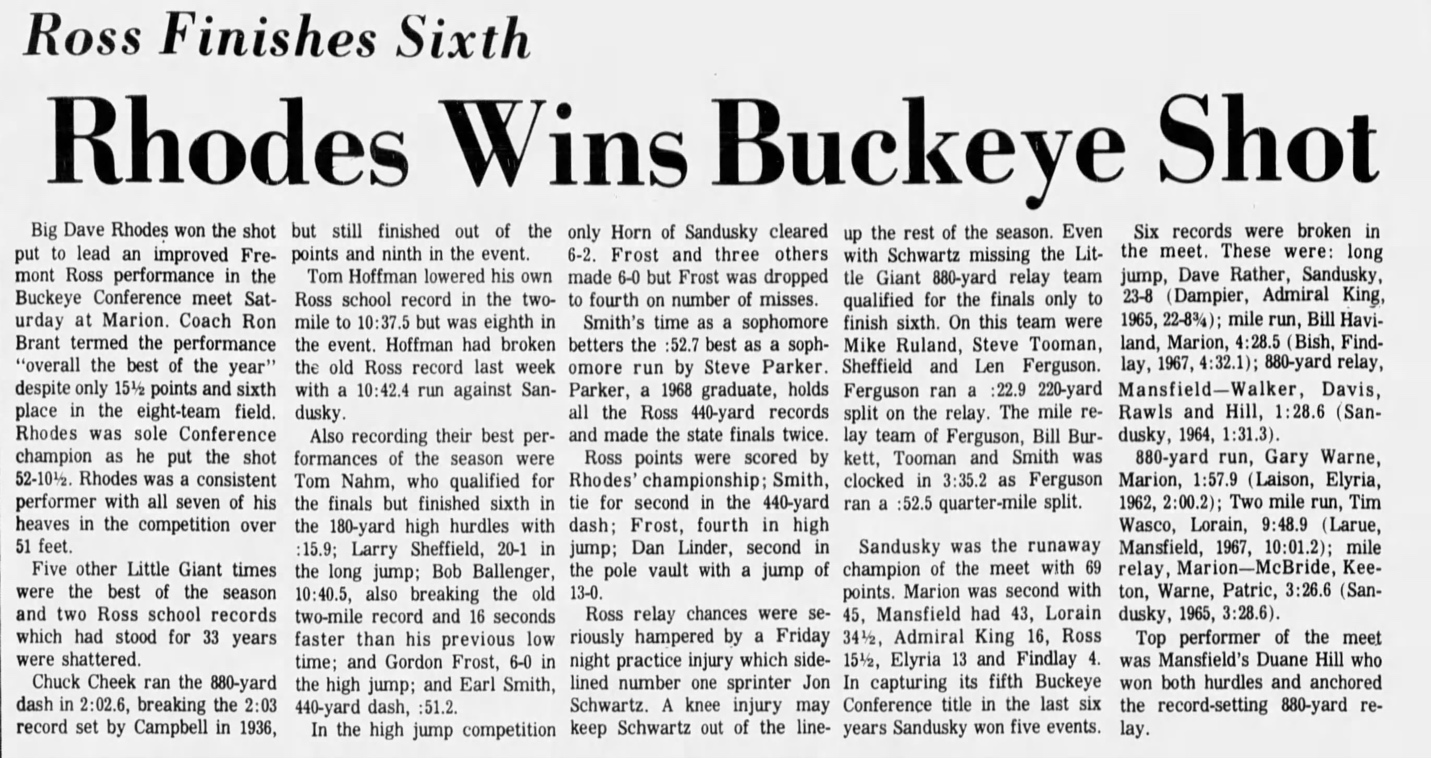 Ross Finishes Sixth
Rhodes Wins Buckeye Shot
Big Dave Rhodes won the shot
put to lead an improved Fre-
mont Ross performance in the
Buckeye Conference meet Sat-
urday at Marion. Coach Ron
Brant termed the performance
"overall the best of the year"
despite only 15½ points and sixth
place in the eight-team field.
Rhodes was sole Conference
champion as he put the shot
52-10½. Rhodes was a consistent
performer with all seven of his
heaves in the competition over
51 feet.
Five other Little Giant times
were the best of the season
and two Ross school records
which had stood for 33 years
were shattered.
Chuck Cheek ran the 880-yard
dash in 2:02.6, breaking the 2:03
record set by Campbell in 1936,
but still finished out of the
points and ninth in the event.
Tom Hoffman lowered his own
Ross school record in the two-
mile to 10:37.5 but was eighth in
the event. Hoffman had broken
the old Ross record last week
with a 10:42.4 run against San-
dusky.
Also recording their best per-
formances of the season were
Tom Nahm, who qualified for
the finals but finished sixth in
the 180-yard high hurdles with
:15.9; Larry Sheffield, 20-1 in
the long jump; Bob Ballenger,
10:40.5, also breaking the old
two-mile record and 16 seconds
faster than his previous low
time; and Gordon Frost, 6-0 in
the high jump; and Earl Smith,
440-yard dash, :51.2.
In the high jump competition
only Horn of Sandusky cleared
6-2. Frost and three others
made 6-0 but Frost was dropped
to fourth on number of misses.
Smith's time as a sophomore
betters the :52.7 best as a soph-
omore run by Steve Parker.
Parker, a 1968 graduate, holds
all the Ross 440-yard records
and made the state finals twice.
Ross points were scored by
Rhodes' championship; Smith,
tie for second in the 440-yard
dash; Frost, fourth in high
jump; Dan Linder, second in
the pole vault with a jump of
13-0.
Ross relay chances were se-
riously hampered by a Friday
night practice injury which side-
lined number one sprinter Jon
Schwartz. A knee injury may
keep Schwartz out of the line-
up the rest of the season. Even
with Schwartz missing the Lit-
tle Giant 880-yard relay team
qualified for the finals only to
finish sixth. On this team were
Mike Ruland, Steve Tooman,
Sheffield and Len Ferguson.
Ferguson ran a :22.9 220-yard
split on the relay. The mile re-
lay team of Ferguson, Bill Bur-
kett, Tooman and Smith was
clocked in 3:35.2 as Ferguson
ran a :52.5 quarter-mile split.
Sandusky was the runaway
champion of the meet with 69
points. Marion was second with
45, Mansfield had 43, Lorain
34½, Admiral King 16, Ross
15½, Elyria 13 and Findlay 4.
In capturing its fifth Buckeye
Conference title in the last six
years Sandusky won five events.
Six records were broken in
the meet. These were: long
jump, Dave Rather, Sandusky,
23-8 (Dampier, Admiral King,
1965, 22-8¾); mile run, Bill Havi-
land, Marion, 4:28.5 (Bish, Find-
lay, 1967, 4:32.1); 880-yard relay,
Mansfield—Walker, Davis,
Rawls and Hill, 1:28.6 (San-
dusky, 1964, 1:31.3).
880-yard run, Gary Warne,
Marion, 1:57.9 (Laison, Elyria,
1962, 2:00.2); Two mile run, Tim
Wasco, Lorain, 9:48.9 (Larue,
Mansfield, 1967, 10:01.2); mile
relay, Marion—McBride, Kee-
ton, Warne, Patric, 3:26.6 (San-
dusky, 1965, 3:28.6).
Top performer of the meet
was Mansfield's Duane Hill who
won both hurdles and anchored
the record-setting 880-yard re-
lay.